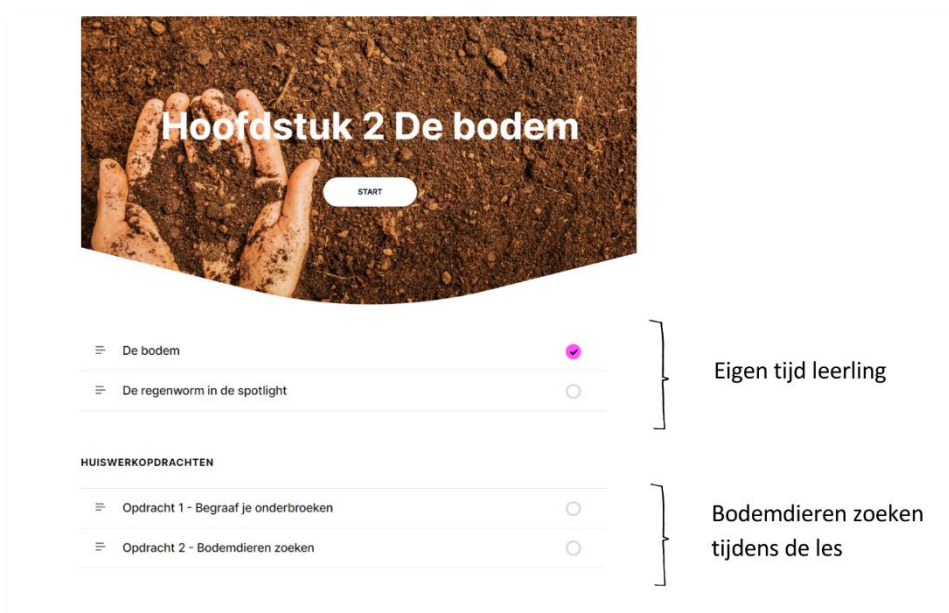 Hoofdstuk 2 De bodem
START
De bodem
De regenworm in de spotlight
Eigen tijd leerling
HUISWERKOPDRACHTEN
Opdracht 1 - Begraaf je onderbroeken
Opdracht 2 - Bodemdieren zoeken
Bodemdieren zoeken
tijdens de les